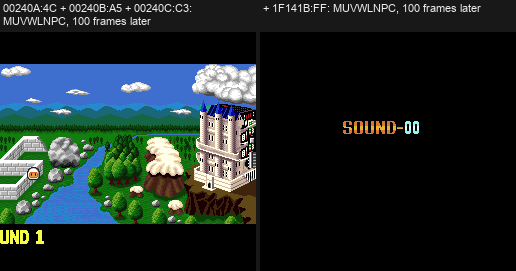 00240A:4C + 00240B:A5 + 00240C:C3:
MUVWLNPC, 100 frames later
+ 1F141B:FF: MUVWLNPC, 100 frames later
SOUND-00
UND 1